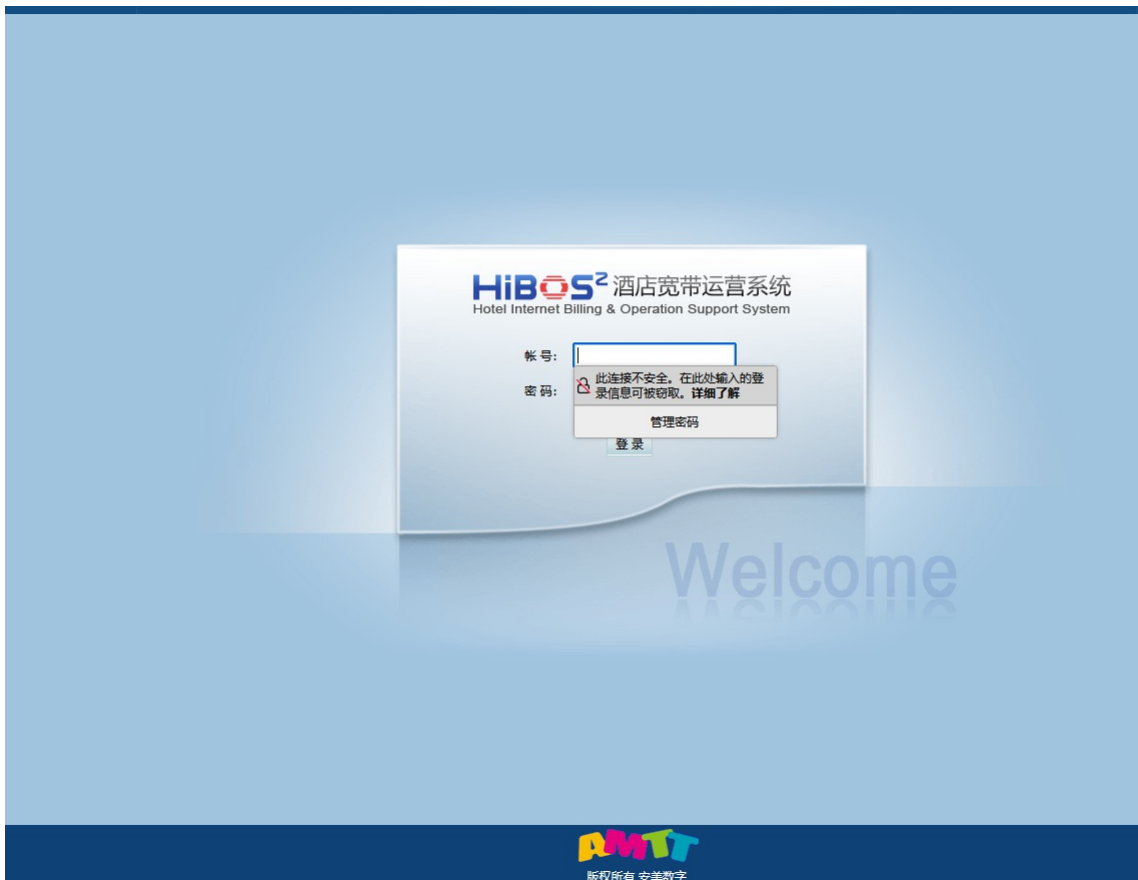 HiBOS² 酒店宽带运营系统
Hotel Internet Billing & Operation Support System
帐号:
密码:
此连接不安全。在此处输入的登
录信息可被窃取。详细了解
管理密码
登录
Welcome
AMTT
版权所有 安美数字